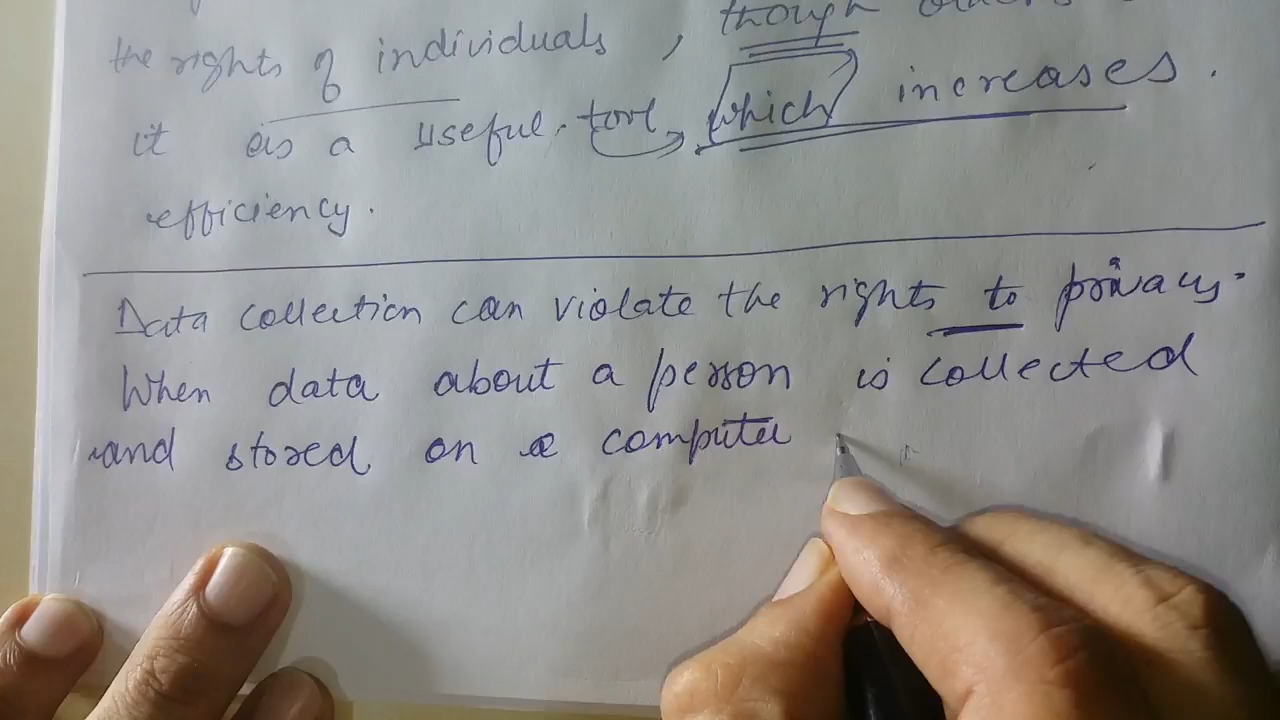 the rights of individuals, though others
it as a useful tool which increases.
efficiency.
Data collection can violate the rights to privacy.
When data about a person is collected
and stored on a computer